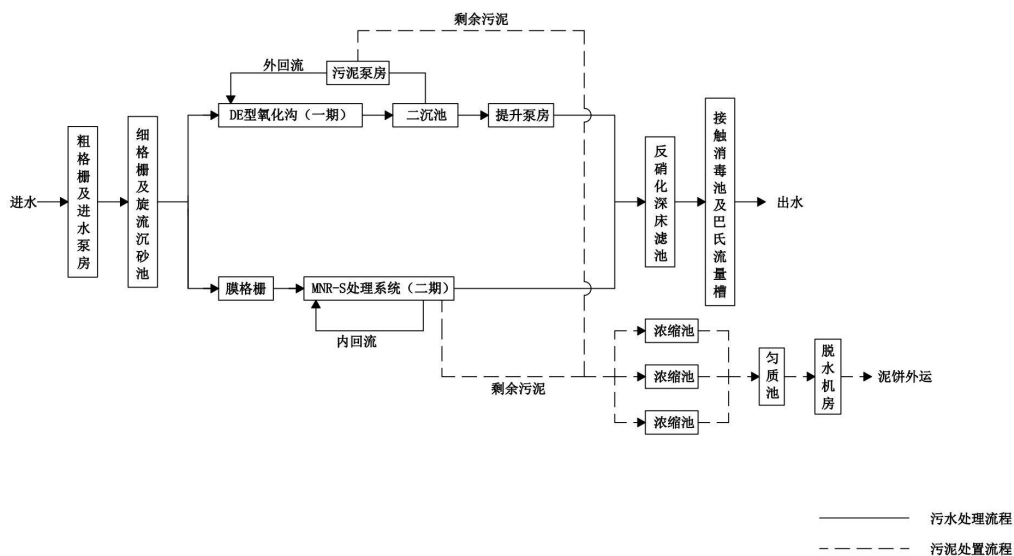 剩余污泥
外回流
污泥泵房
DE型氧化沟（一期）
二沉池
提升泵房
进水
粗格栅及进水泵房
细格栅及旋流沉砂池
反硝化深床滤池
接触消毒池及巴氏流量槽
出水
膜格栅
MNR-S处理系统（二期）
内回流
剩余污泥
浓缩池
浓缩池
浓缩池
匀质池
脱水机房
泥饼外运
污水处理流程
污泥处置流程